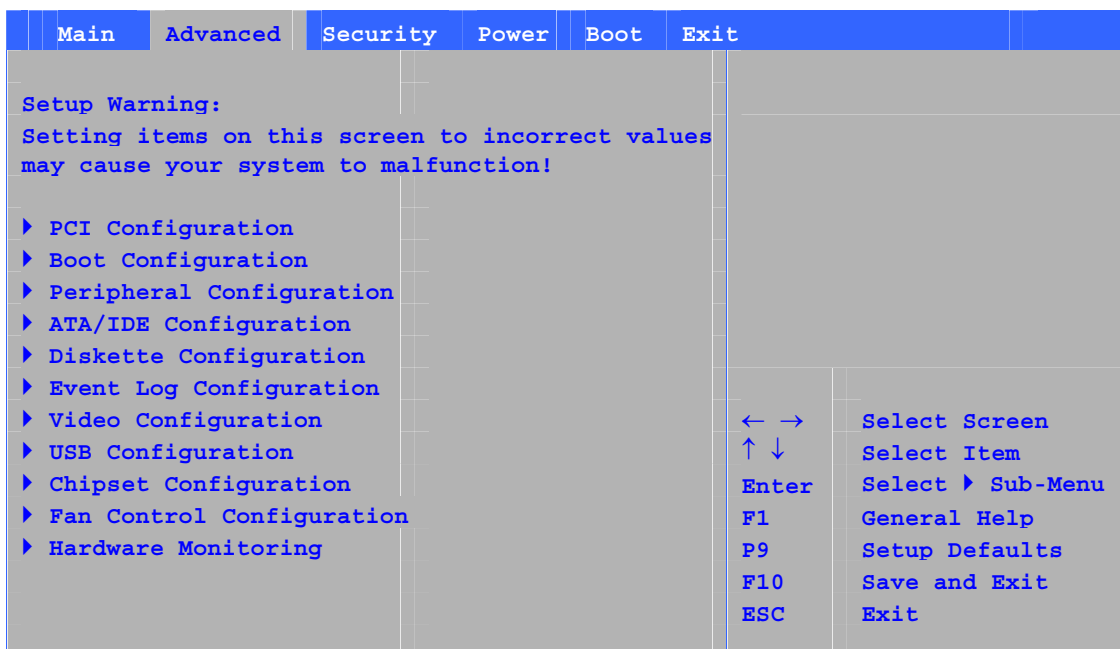 Main Advanced Security Power Boot Exit
Setup Warning:
Setting items on this screen to incorrect values
may cause your system to malfunction!
PCI Configuration
Boot Configuration
Peripheral Configuration
ATA/IDE Configuration
Diskette Configuration
Event Log Configuration
Video Configuration
USB Configuration
Chipset Configuration
Fan Control Configuration
Hardware Monitoring
← → Select Screen
↑ ↓ Select Item
Enter Select ▶ Sub-Menu
F1 General Help
P9 Setup Defaults
F10 Save and Exit
ESC Exit